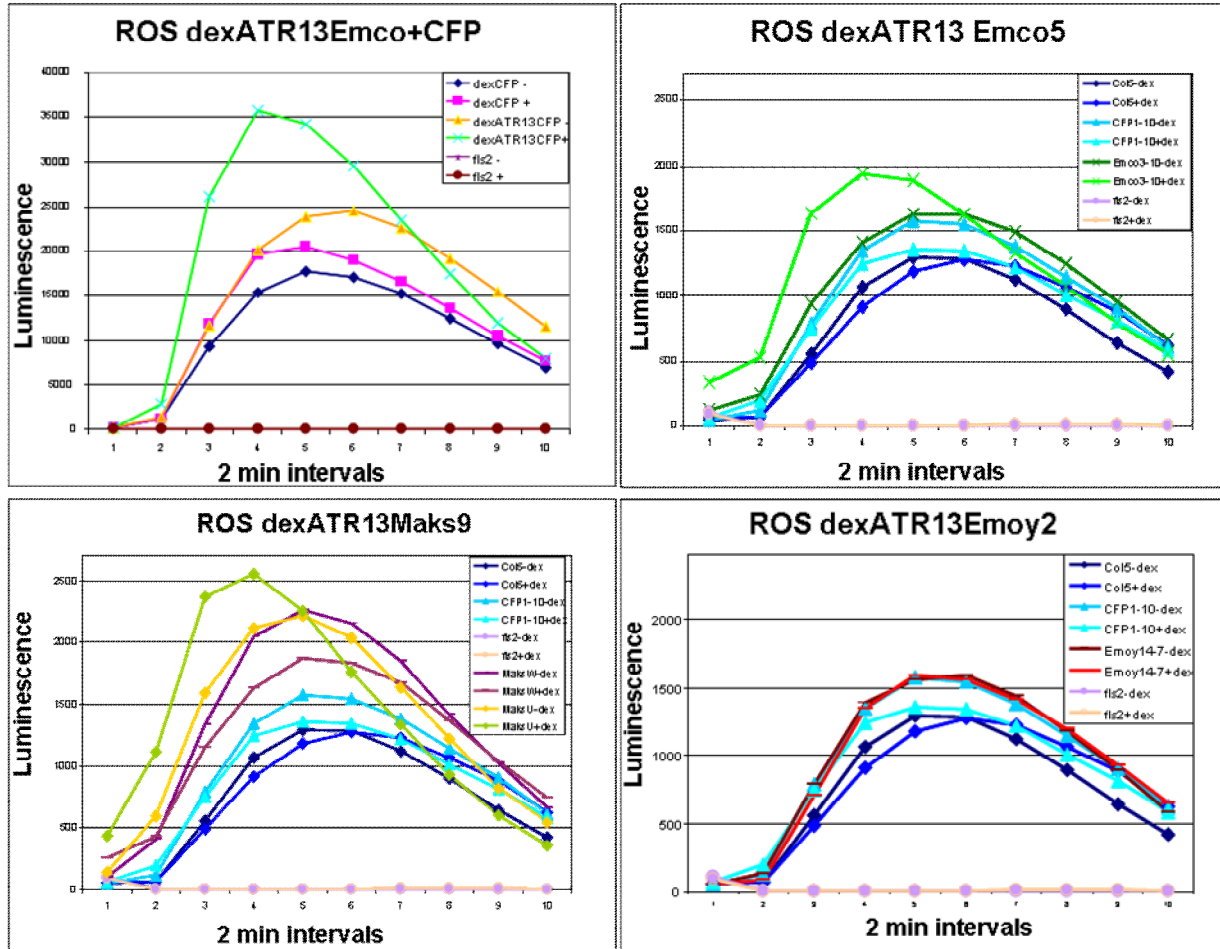 ROS dexATR13Emco+CFP
40000
35000
30000
25000
20000
15000
10000
5000
0
Luminescence
1 2 3 4 5 6 7 8 9 10
2 min intervals
dexCFP -
dexCFP +
dexATR13CFP -
dexATR13CFP+
fls2 -
fls2 +
ROS dexATR13 Emco5
2500
2000
1500
1000
500
0
Luminescence
1 2 3 4 5 6 7 8 9 10
2 min intervals
Col5-dex
Col5+dex
CFP1-10-dex
CFP1-10+dex
Emco3-10-dex
Emco3-10+dex
fls2-dex
fls2+dex
ROS dexATR13Maks9
2500
2000
1500
1000
500
0
Luminescence
1 2 3 4 5 6 7 8 9 10
2 min intervals
Col5-dex
Col5+dex
CFP1-10-dex
CFP1-10+dex
fls2-dex
fls2+dex
MaksW-dex
MaksW+dex
MaksU-dex
MaksU+dex
ROS dexATR13Emoy2
2000
1500
1000
500
0
Luminescence
1 2 3 4 5 6 7 8 9 10
2 min intervals
Col5-dex
Col5+dex
CFP1-10-dex
CFP1-10+dex
Emoy14-7-dex
Emoy14-7+dex
fls2-dex
fls2+dex